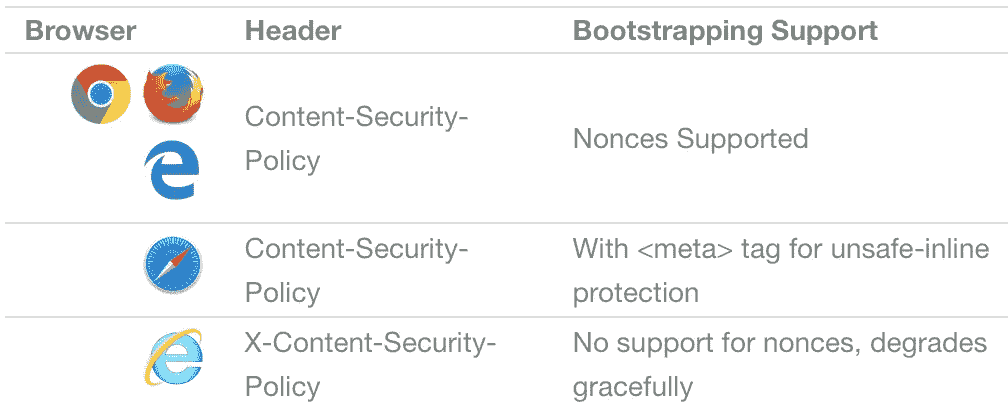 Browser Header Bootstrapping Support
Content-Security-
Policy
Nonces Supported
Content-Security-
Policy
With <meta> tag for unsafe-inline
protection
X-Content-Security-
Policy
No support for nonces, degrades
gracefully